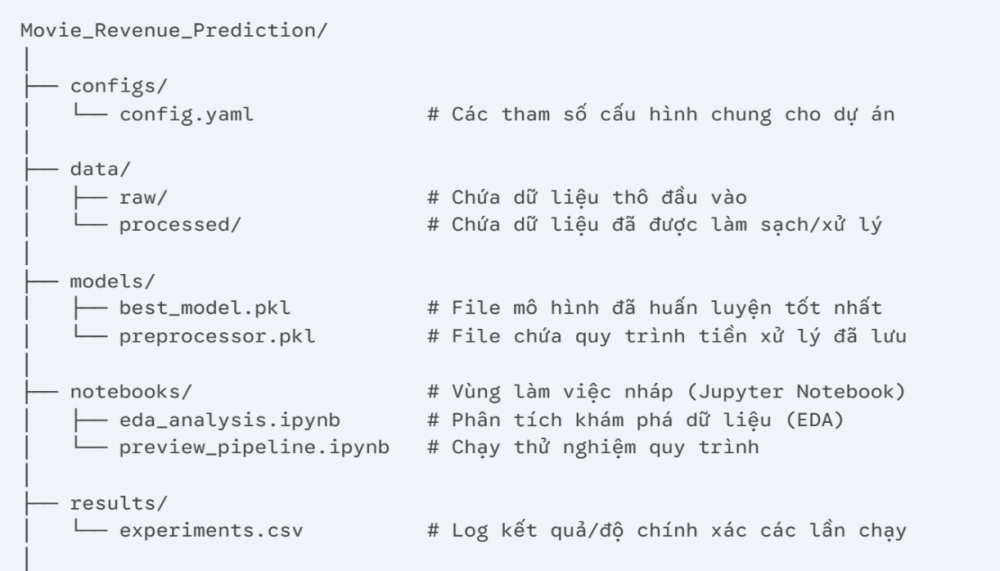 Movie_Revenue_Prediction/
│
├── configs/
│   └── config.yaml              # Các tham số cấu hình chung cho dự án
│
├── data/
│   ├── raw/                     # Chứa dữ liệu thô đầu vào
│   └── processed/               # Chứa dữ liệu đã được làm sạch/xử lý
│
├── models/
│   ├── best_model.pkl           # File mô hình đã huấn luyện tốt nhất
│   └── preprocessor.pkl         # File chứa quy trình tiền xử lý đã lưu
│
├── notebooks/                   # Vùng làm việc nháp (Jupyter Notebook)
│   ├── eda_analysis.ipynb       # Phân tích khám phá dữ liệu (EDA)
│   └── preview_pipeline.ipynb   # Chạy thử nghiệm quy trình
│
├── results/
│   └── experiments.csv          # Log kết quả/độ chính xác các lần chạy
│